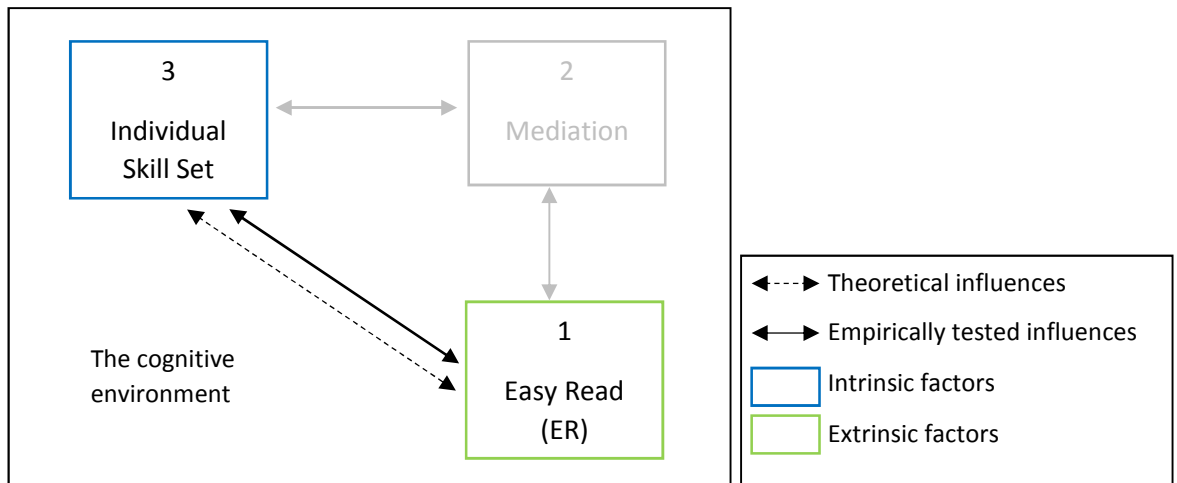 3
Individual
Skill Set
2
Mediation
1
Easy Read
(ER)
The cognitive
environment
Theoretical influences
Empirically tested influences
Intrinsic factors
Extrinsic factors